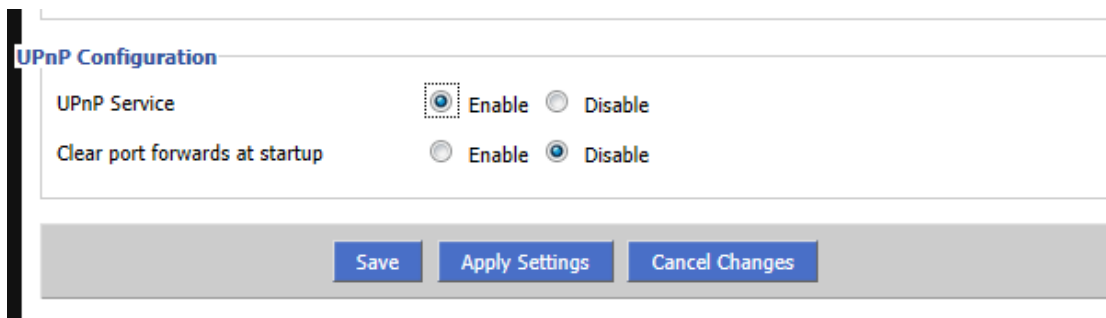 UPnP Configuration
UPnP Service Enable Disable
Clear port forwards at startup Enable Disable
Save Apply Settings Cancel Changes